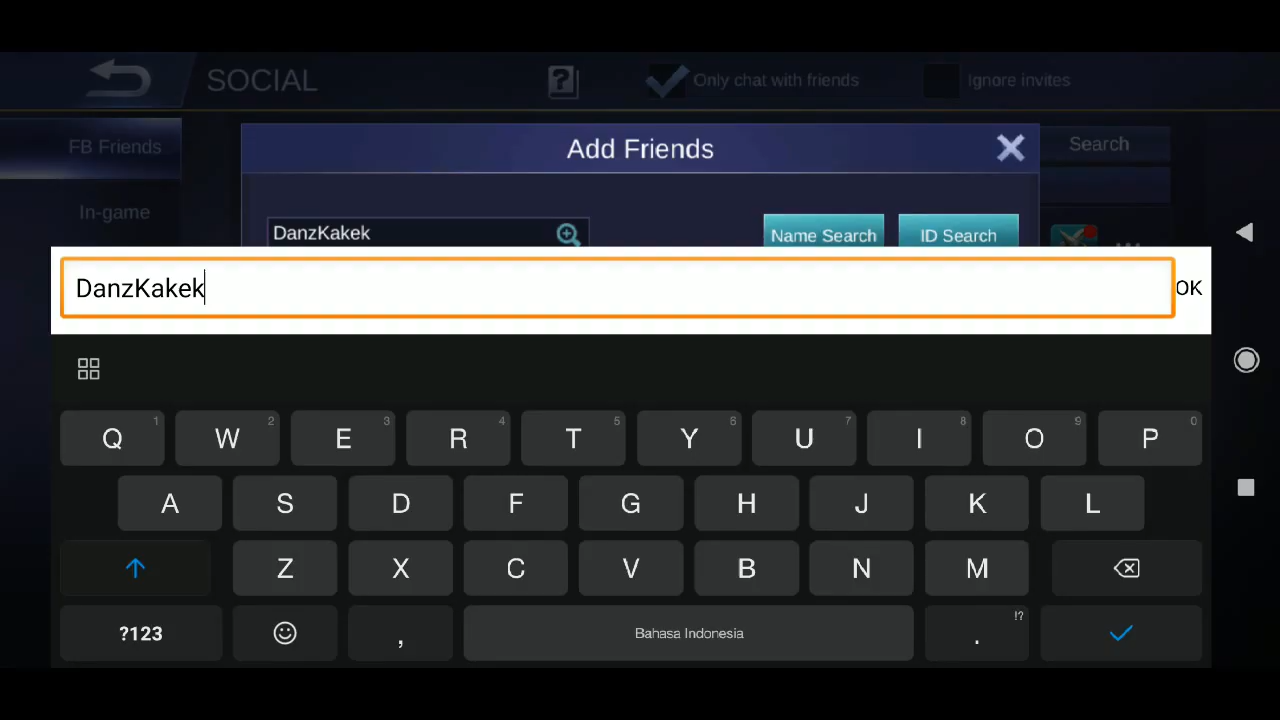 SOCIAL
Only chat with friends
Ignore invites
FB Friends
Add Friends
Search
In-game
DanzKakek
Name Search
ID Search
DanzKakek
OK
Q 1 W 2 E 3 R 4 T 5 Y 6 U 7 I 8 O 9 P 0
A S D F G H J K L
Z X C V B N M
?123 , Bahasa Indonesia . !?